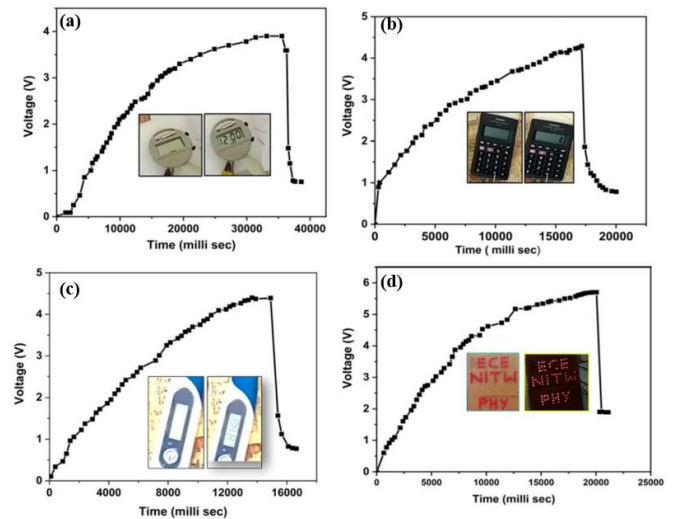 (a)
Voltage (V)
4
3
2
1
0
0 10000 20000 30000 40000
Time (milli sec)
12:00
(b)
Voltage (V)
5
4
3
2
1
0
0 5000 10000 15000 20000
Time ( milli sec)
0
(c)
Voltage (V)
5
4
3
2
1
0
0 4000 8000 12000 16000
Time (milli sec)
(d)
Voltage (V)
6
5
4
3
2
1
0
0 5000 10000 15000 20000 25000
Time (milli sec)
ECE
NITW
PHY
ECE
NITW
PHY